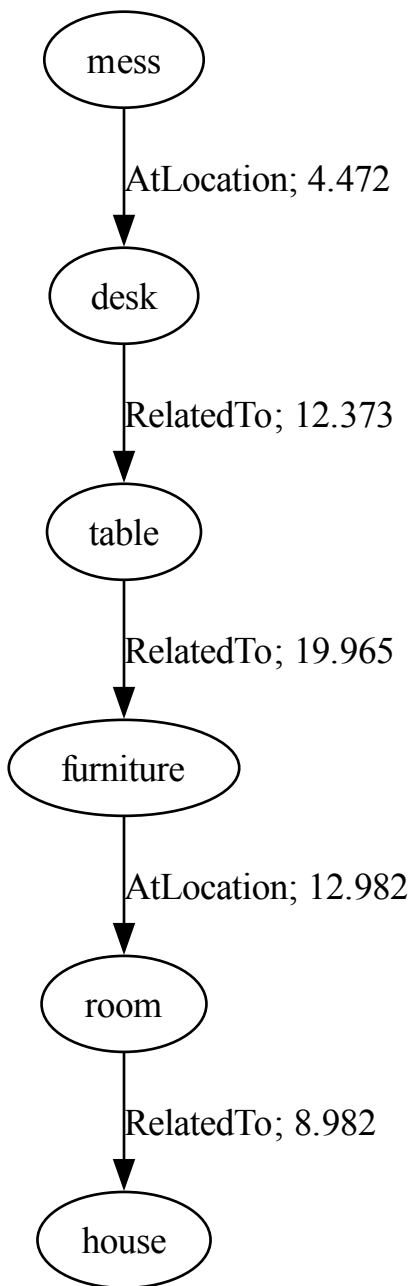 mess
AtLocation; 4.472
desk
RelatedTo; 12.373
table
RelatedTo; 19.965
furniture
AtLocation; 12.982
room
RelatedTo; 8.982
house